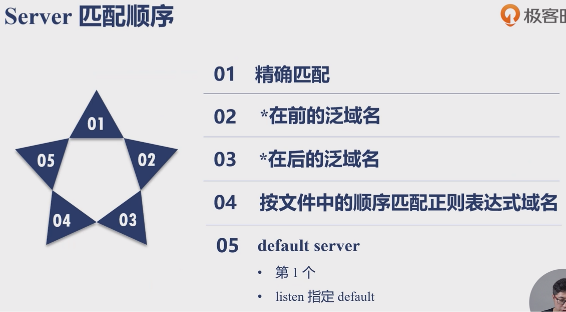 Server 匹配顺序
极客时
01 精确匹配
02 *在前的泛域名
03 *在后的泛域名
04 按文件中的顺序匹配正则表达式域名
05 default server
• 第 1 个
• listen 指定 default
01
05
02
04
03